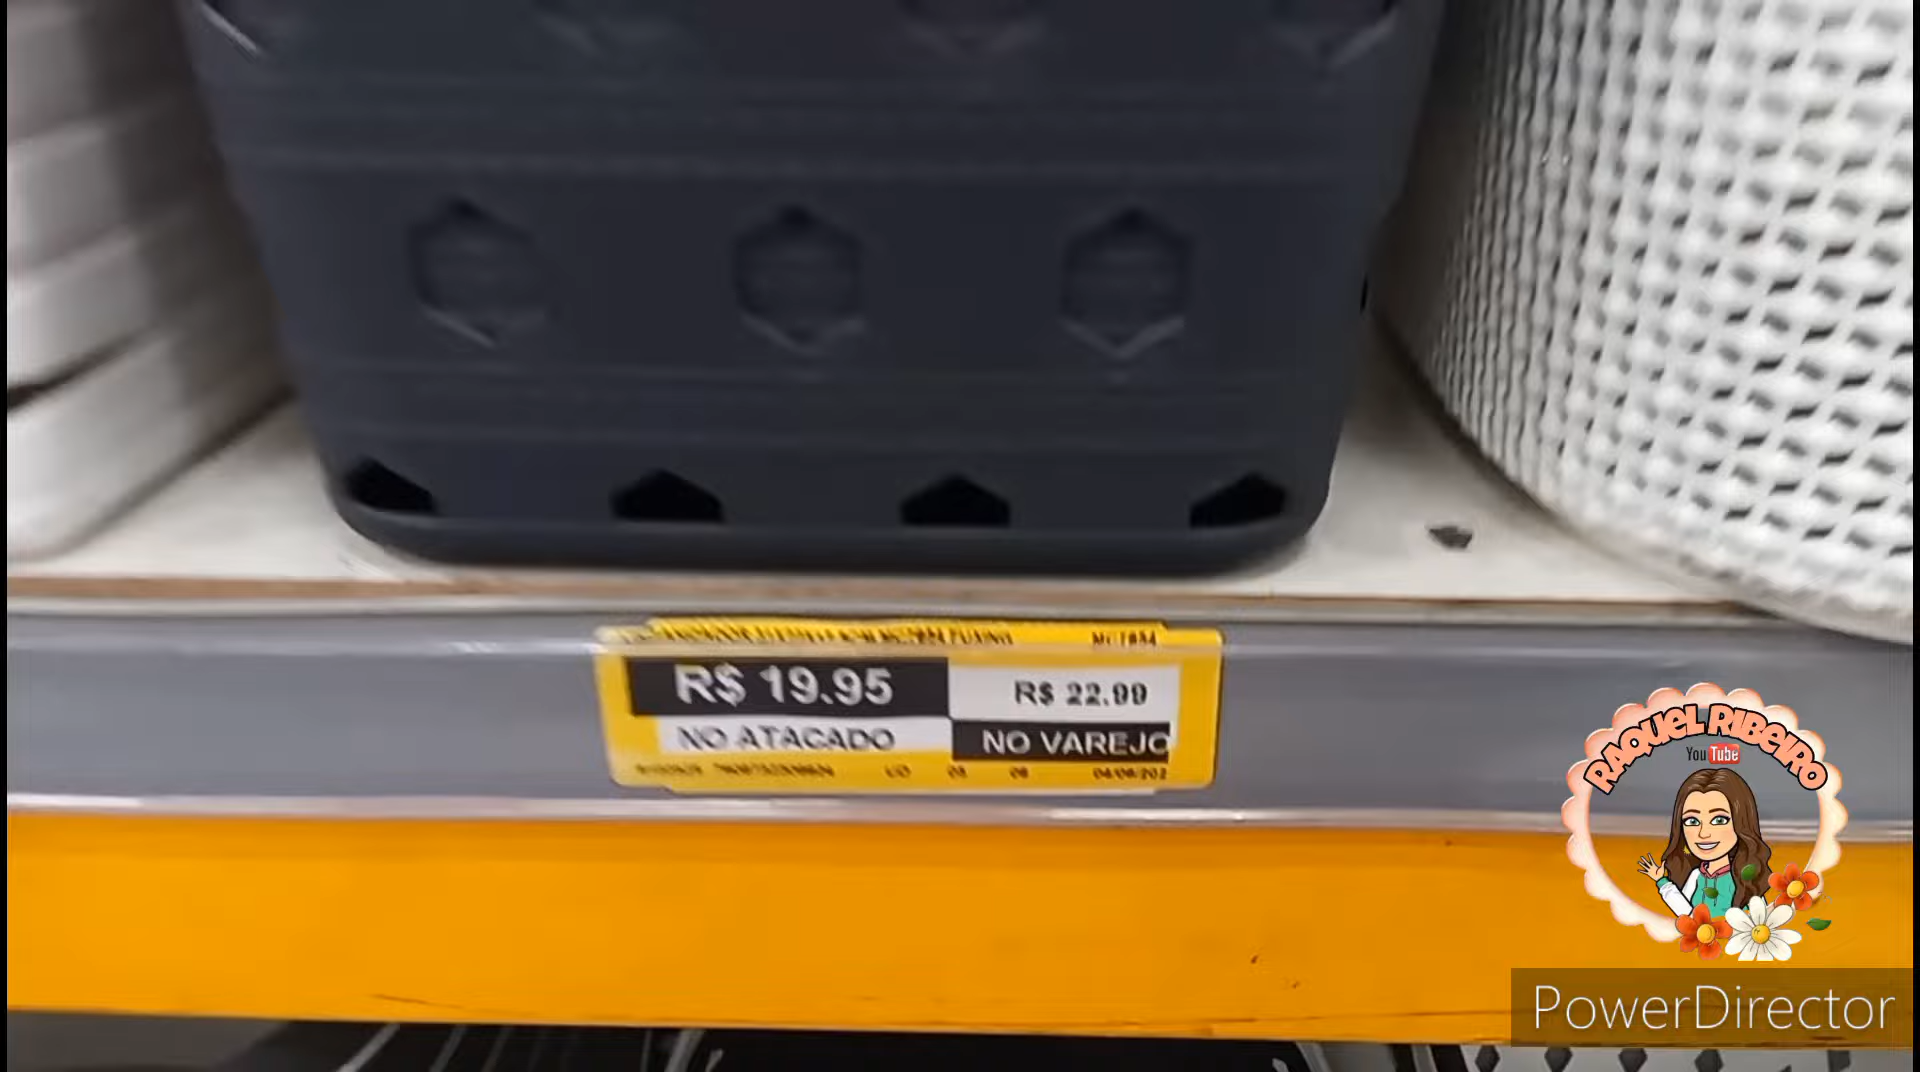 R$ 19.95
R$ 22.99
NO ATACADO
NO VAREJO
RAQUEL RIBEIRO
YouTube
PowerDirector